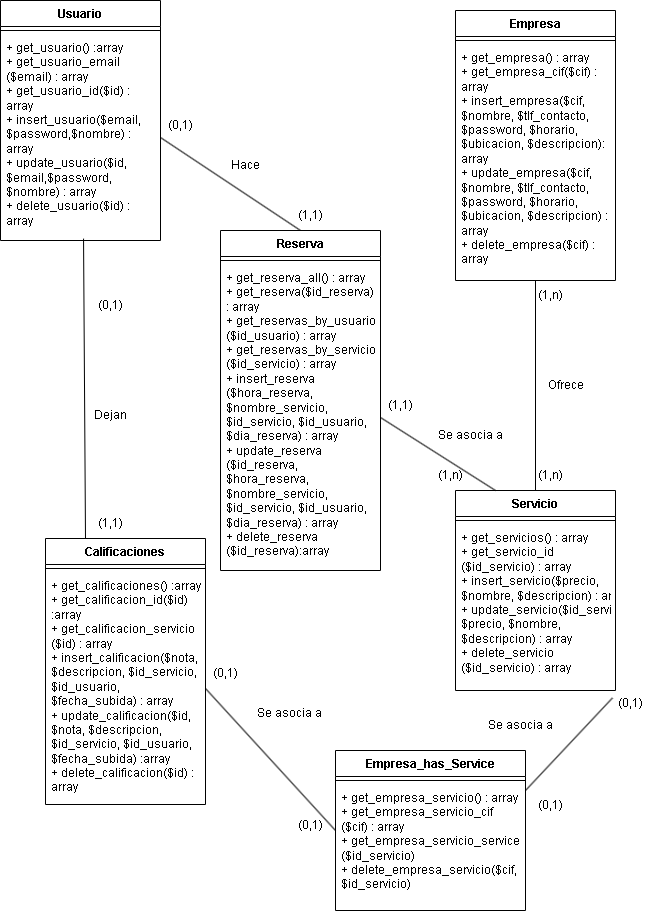 Usuario
+ get_usuario() :array
+ get_usuario_email
($email) : array
+ get_usuario_id($id) :
array
+ insert_usuario($email,
$password,$nombre) :
array
+ update_usuario($id,
$email,$password,
$nombre) : array
+ delete_usuario($id) :
array
Empresa
+ get_empresa() : array
+ get_empresa_cif($cif) :
array
+ insert_empresa($cif,
$nombre, $tlf_contacto,
$password, $horario,
$ubicacion, $descripcion):
array
+ update_empresa($cif,
$nombre, $tlf_contacto,
$password, $horario,
$ubicacion, $descripcion) :
array
+ delete_empresa($cif) :
array
(0,1)
Hace
(1,1)
Reserva
+ get_reserva_all() : array
+ get_reserva($id_reserva)
: array
+ get_reservas_by_usuario
($id_usuario) : array
+ get_reservas_by_servicio
($id_servicio) : array
+ insert_reserva
($hora_reserva,
$nombre_servicio,
$id_servicio, $id_usuario,
$dia_reserva) : array
+ update_reserva
($id_reserva,
$hora_reserva,
$nombre_servicio,
$id_servicio, $id_usuario,
$dia_reserva) : array
+ delete_reserva
($id_reserva):array
(0,1)
Dejan
(1,1)
(1,n)
Ofrece
(1,n)
(1,1)
Se asocia a
(1,n)
Servicio
+ get_servicios() : array
+ get_servicio_id
($id_servicio) : array
+ insert_servicio($precio,
$nombre, $descripcion) : ar
+ update_servicio($id_servi
$precio, $nombre,
$descripcion) : array
+ delete_servicio
($id_servicio) : array
Calificaciones
+ get_calificaciones() :array
+ get_calificacion_id($id)
:array
+ get_calificacion_servicio
($id) : array
+ insert_calificacion($nota,
$descripcion, $id_servicio,
$id_usuario,
$fecha_subida) : array
+ update_calificacion($id,
$nota, $descripcion,
$id_servicio, $id_usuario,
$fecha_subida) :array
+ delete_calificacion($id) :
array
(0,1)
Se asocia a
(0,1)
(0,1)
Se asocia a
(0,1)
Empresa_has_Service
+ get_empresa_servicio() : array
+ get_empresa_servicio_cif
($cif) : array
+ get_empresa_servicio_service
($id_servicio)
+ delete_empresa_servicio($cif,
$id_servicio)